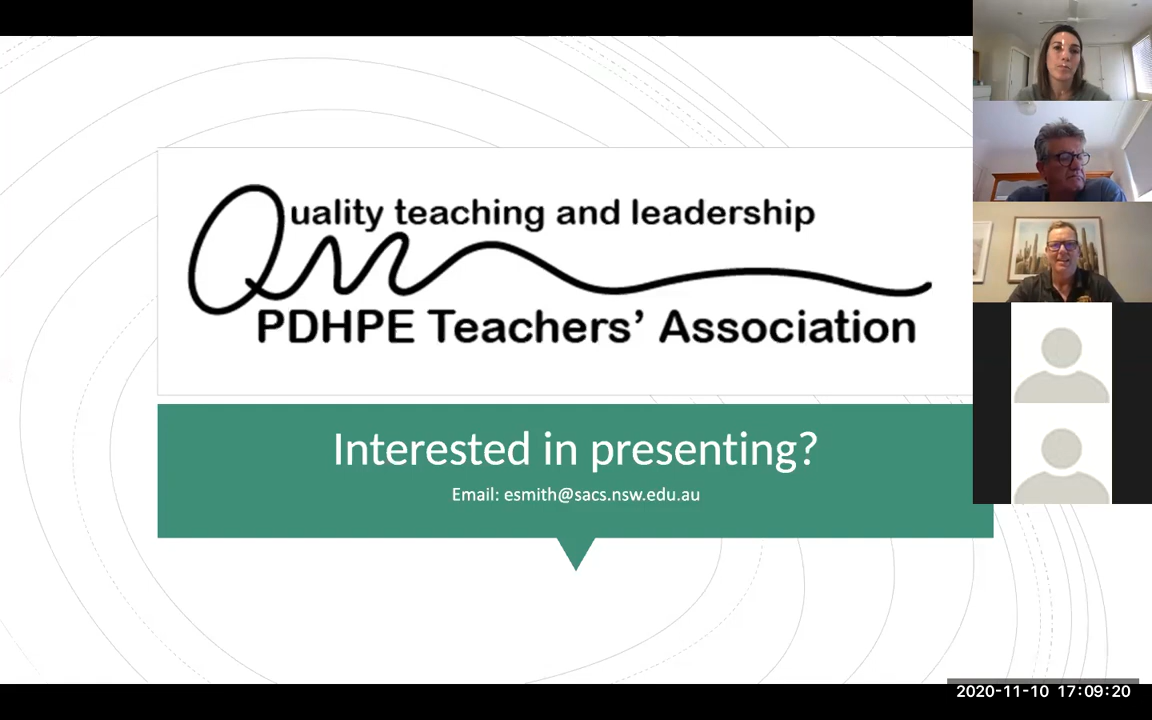 Quality teaching and leadership
PDHPE Teachers’ Association
Interested in presenting?
Email: esmith@sacs.nsw.edu.au
2020-11-10 17:09:20